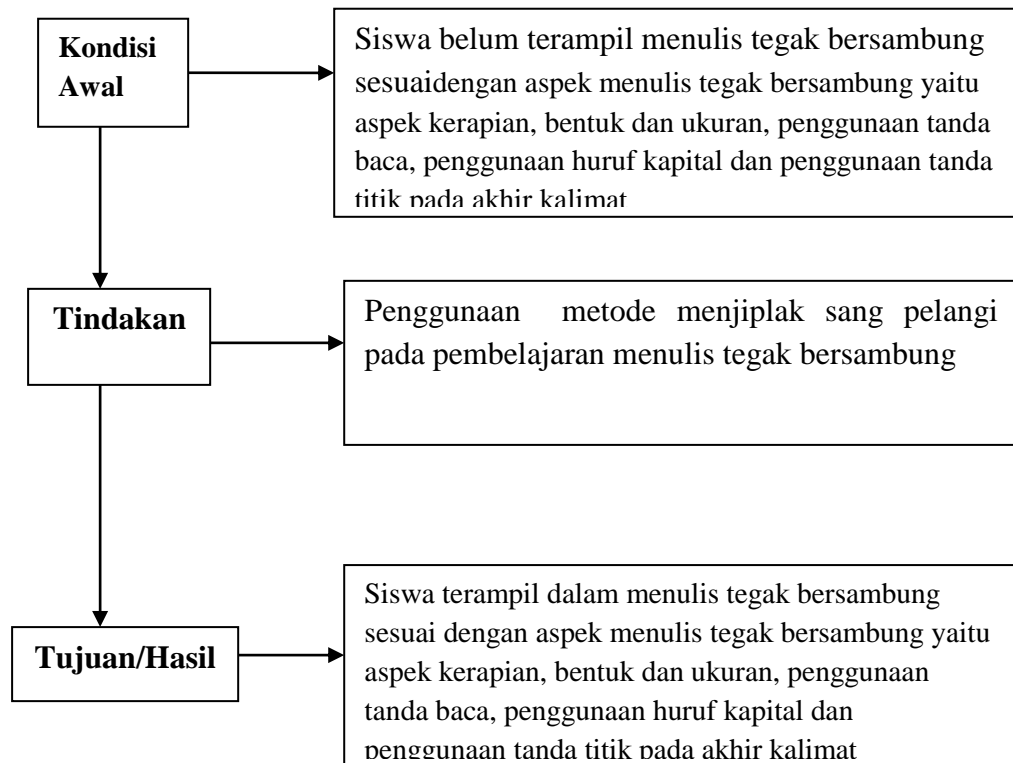 Kondisi
Awal
Siswa belum terampil menulis tegak bersambung
sesuaidengan aspek menulis tegak bersambung yaitu
aspek kerapian, bentuk dan ukuran, penggunaan tanda
baca, penggunaan huruf kapital dan penggunaan tanda
titik pada akhir kalimat
Tindakan
Penggunaan metode menjiplak sang pelangi
pada pembelajaran menulis tegak bersambung
Tujuan/Hasil
Siswa terampil dalam menulis tegak bersambung
sesuai dengan aspek menulis tegak bersambung yaitu
aspek kerapian, bentuk dan ukuran, penggunaan
tanda baca, penggunaan huruf kapital dan
penggunaan tanda titik pada akhir kalimat